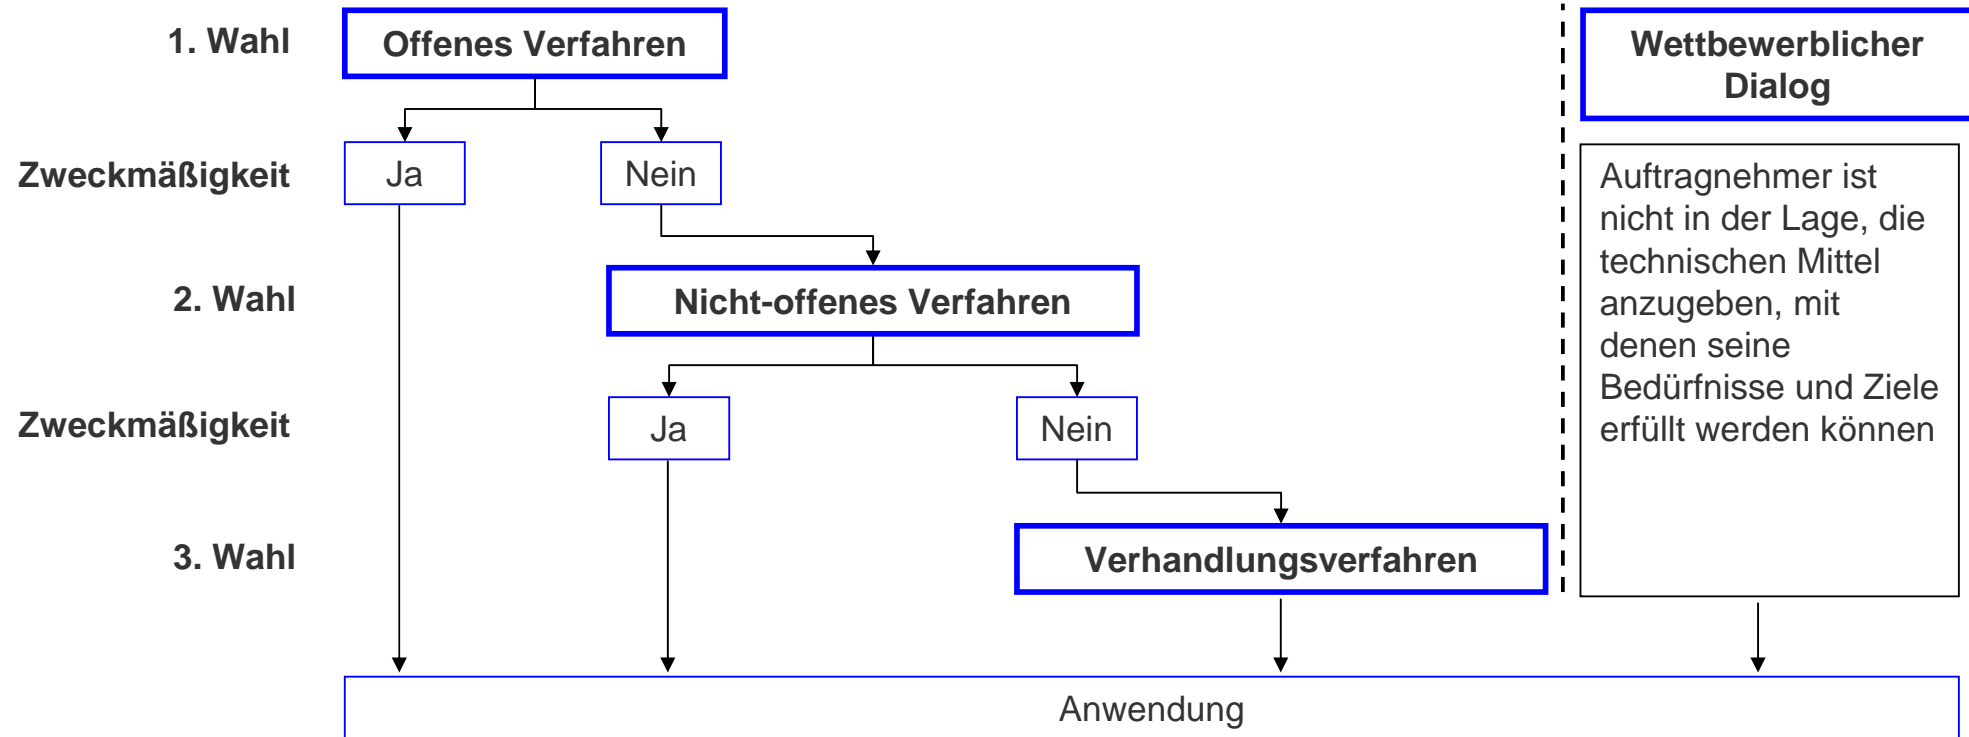 1. Wahl
Offenes Verfahren
Zweckmäßigkeit
Ja
Nein
2. Wahl
Nicht-offenes Verfahren
Zweckmäßigkeit
Ja
Nein
3. Wahl
Verhandlungsverfahren
Wettbewerblicher
Dialog
Auftragnehmer ist
nicht in der Lage, die
technischen Mittel
anzugeben, mit
denen seine
Bedürfnisse und Ziele
erfüllt werden können
Anwendung